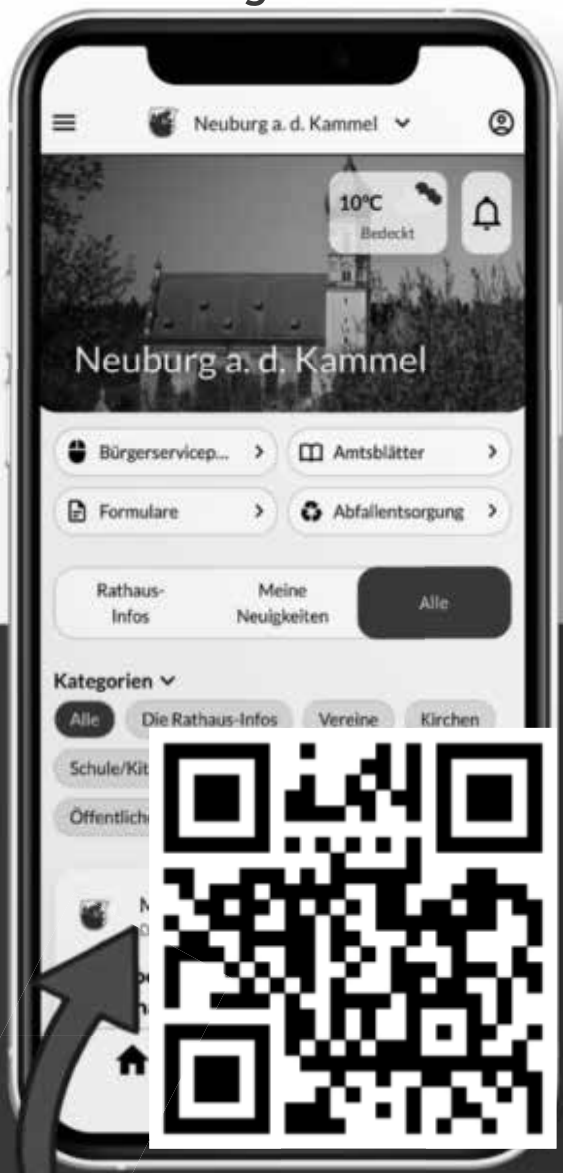 Neuburg a. d. Kammel
10°C
Bedeckt
Neuburg a. d. Kammel
Bürgerservicep...
Amtsblätter
Formulare
Abfallentsorgung
Rathaus-
Infos
Meine
Neuigkeiten
Alle
Kategorien
Alle
Die Rathaus-Infos
Vereine
Kirchen
Schule/Kit
Öffentliche